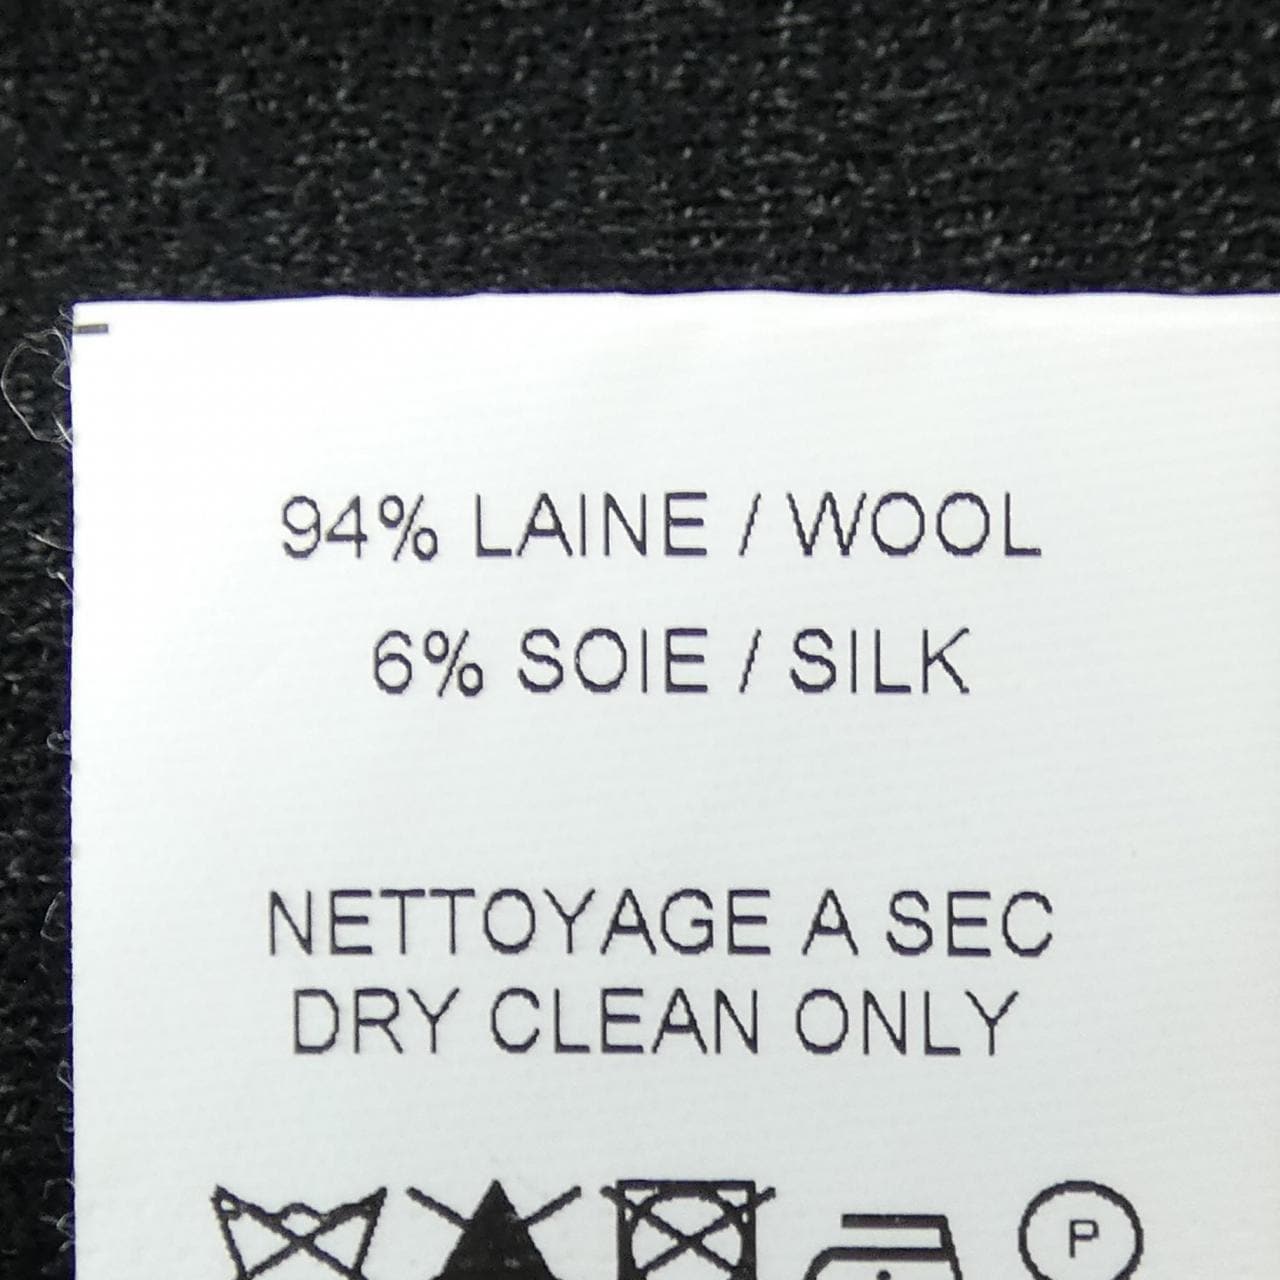 94% LAINE / WOOL
6% SOIE / SILK
NETTOYAGE A SEC
DRY CLEAN ONLY
P